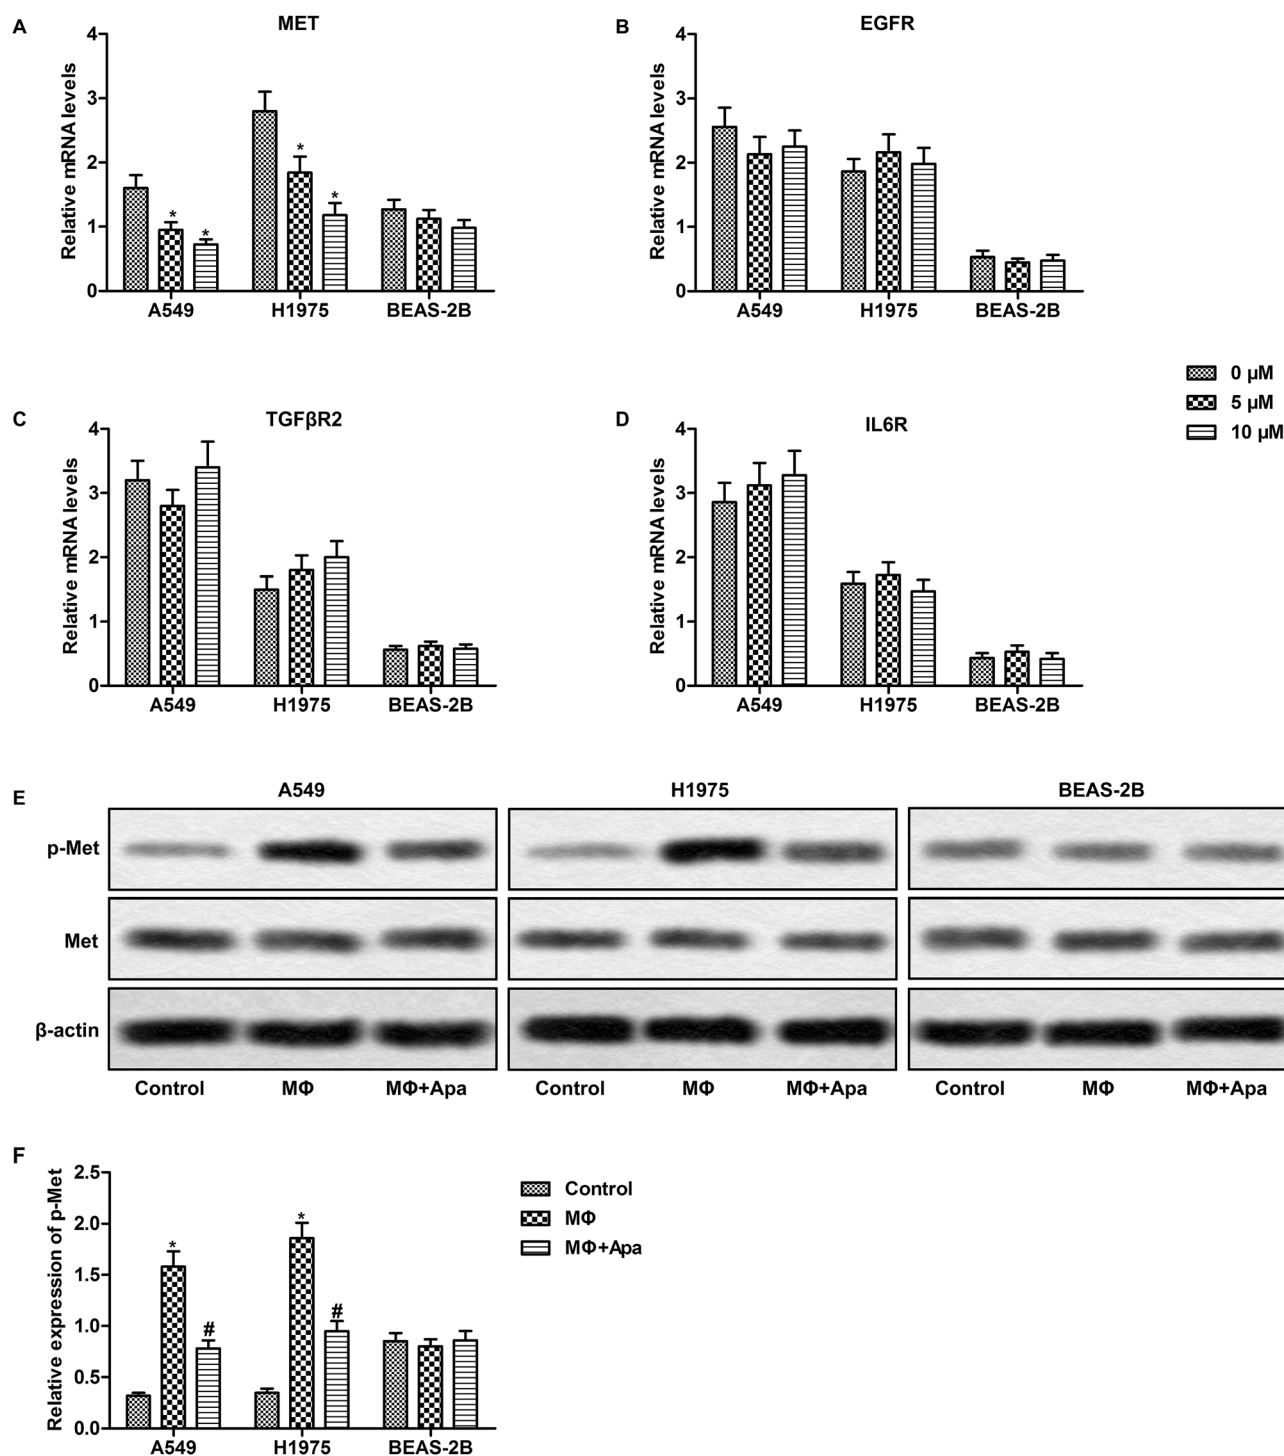 A
MET
Relative mRNA levels
4
3
2
1
0
*
*
*
*
A549
H1975
BEAS-2B
B
EGFR
Relative mRNA levels
4
3
2
1
0
A549
H1975
BEAS-2B
0 µM
5 µM
10 µM
C
TGFβR2
Relative mRNA levels
4
3
2
1
0
A549
H1975
BEAS-2B
D
IL6R
Relative mRNA levels
4
3
2
1
0
A549
H1975
BEAS-2B
E
A549
H1975
BEAS-2B
p-Met
Met
β-actin
Control
MΦ
MΦ+Apa
Control
MΦ
MΦ+Apa
Control
MΦ
MΦ+Apa
F
Relative expression of p-Met
2.5
2.0
1.5
1.0
0.5
0.0
*
#
*
#
A549
H1975
BEAS-2B
Control
MΦ
MΦ+Apa